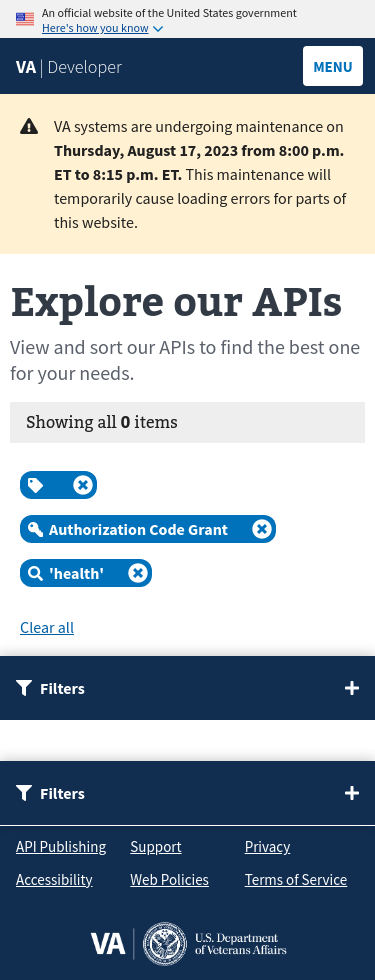 An official website of the United States government
Here's how you know
VA | Developer
MENU
VA systems are undergoing maintenance on
Thursday, August 17, 2023 from 8:00 p.m.
ET to 8:15 p.m. ET. This maintenance will
temporarily cause loading errors for parts of
this website.
Explore our APIs
View and sort our APIs to find the best one
for your needs.
Showing all 0 items
Authorization Code Grant
'health'
Clear all
Filters
Filters
API Publishing Support Privacy
Accessibility Web Policies Terms of Service
VA U.S. Department
of Veterans Affairs